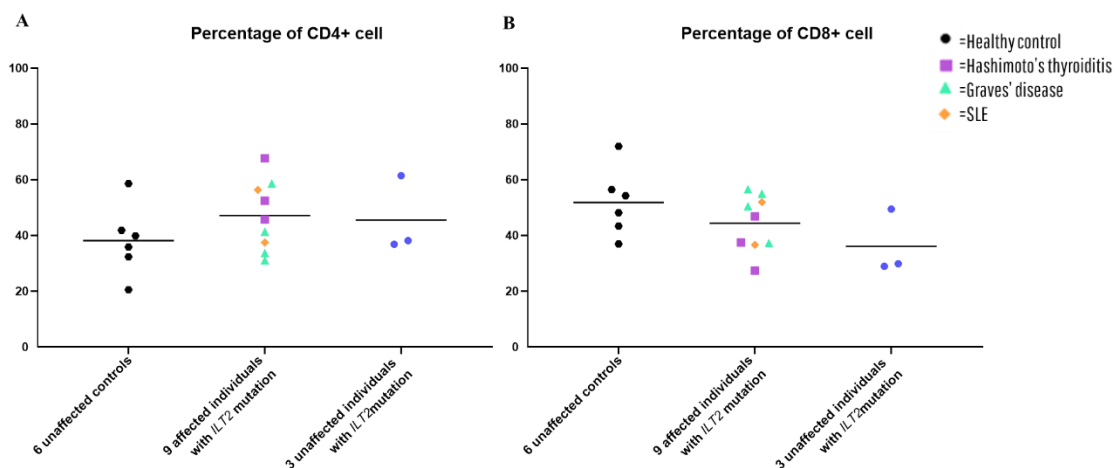 A
Percentage of CD4+ cell
100
80
60
40
20
0
6 unaffected controls
9 affected individuals
with ILT2 mutation
3 unaffected individuals
with ILT2mutation
B
Percentage of CD8+ cell
100
80
60
40
20
0
6 unaffected controls
9 affected individuals
with ILT2 mutation
3 unaffected individuals
with ILT2mutation
=Healthy control
=Hashimoto's thyroiditis
=Graves' disease
=SLE